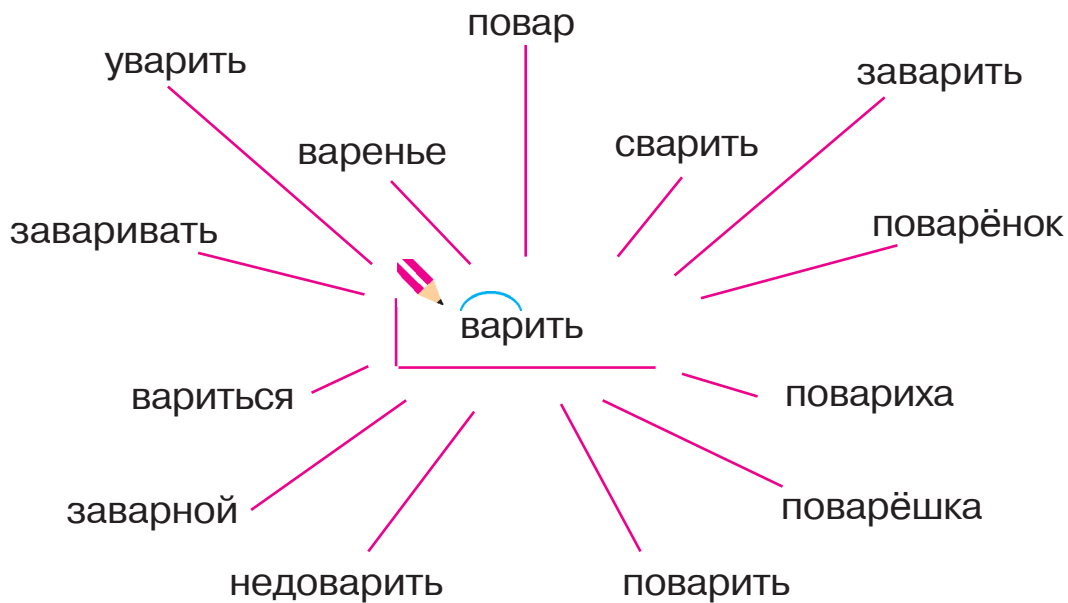 повар
уварить
заварить
варенье
сварить
заваривать
поварёнок
варить
вариться
повариха
заварной
поварёшка
недоварить
поварить